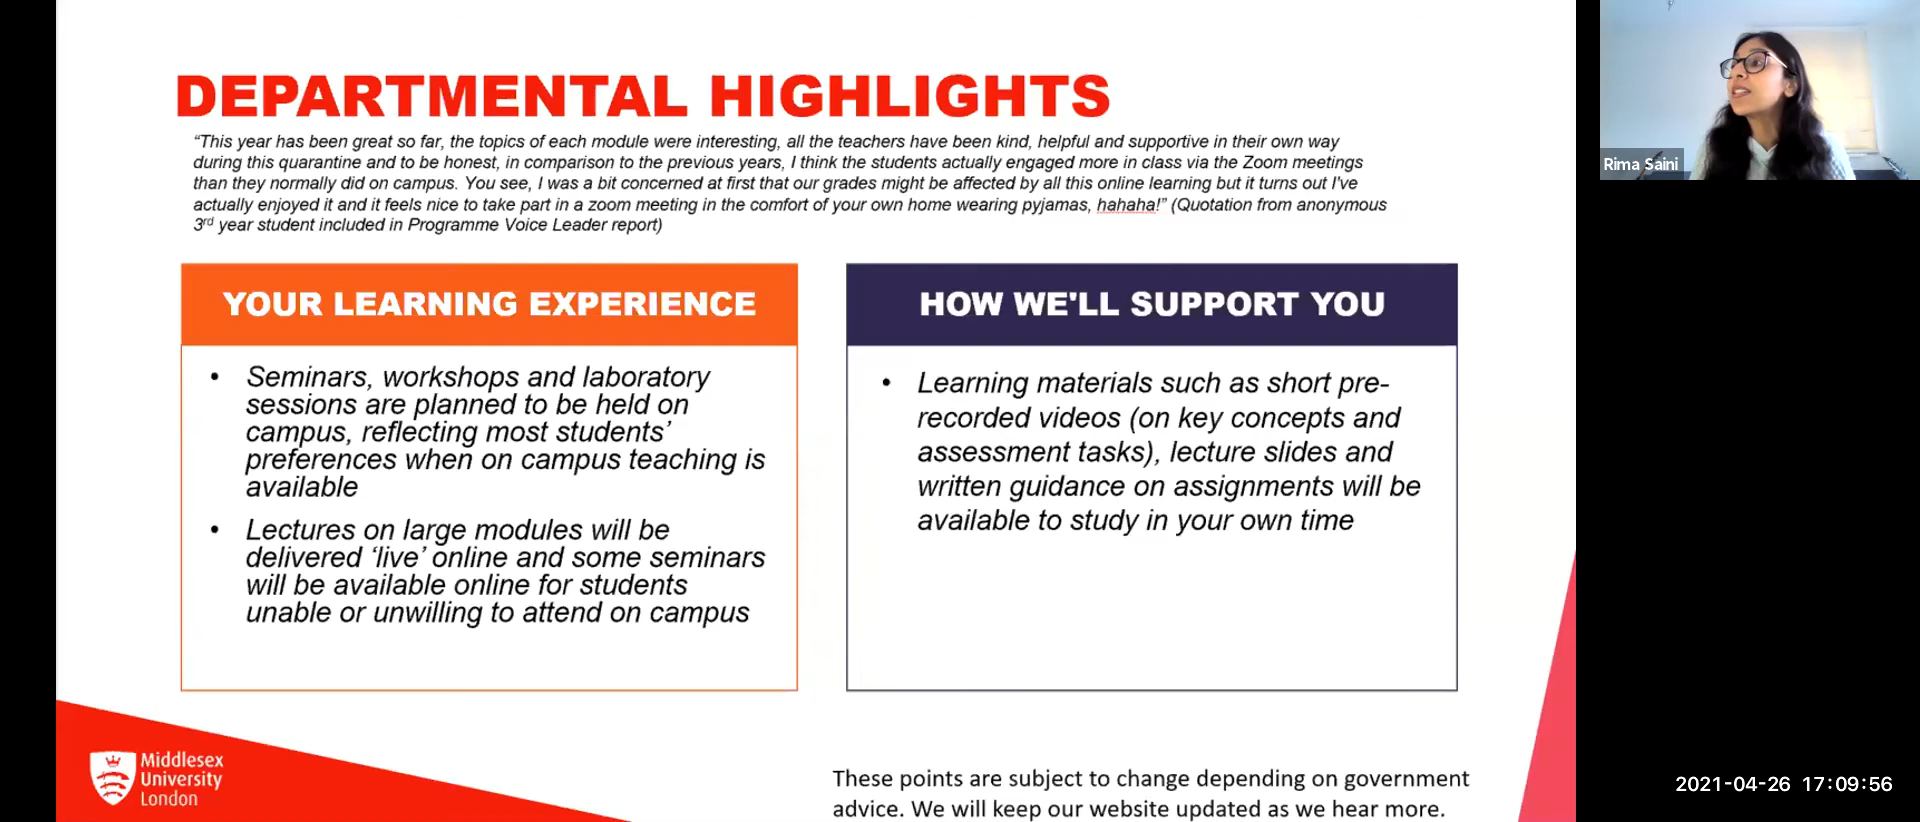 DEPARTMENTAL HIGHLIGHTS
“This year has been great so far, the topics of each module were interesting, all the teachers have been kind, helpful and supportive in their own way
during this quarantine and to be honest, in comparison to the previous years, I think the students actually engaged more in class via the Zoom meetings
than they normally did on campus. You see, I was a bit concerned at first that our grades might be affected by all this online learning but it turns out I've
actually enjoyed it and it feels nice to take part in a zoom meeting in the comfort of your own home wearing pyjamas, hahaha!” (Quotation from anonymous
3rd year student included in Programme Voice Leader report)
YOUR LEARNING EXPERIENCE
• Seminars, workshops and laboratory
sessions are planned to be held on
campus, reflecting most students’
preferences when on campus teaching is
available
• Lectures on large modules will be
delivered ‘live’ online and some seminars
will be available online for students
unable or unwilling to attend on campus
HOW WE'LL SUPPORT YOU
• Learning materials such as short pre-
recorded videos (on key concepts and
assessment tasks), lecture slides and
written guidance on assignments will be
available to study in your own time
Middlesex
University
London
These points are subject to change depending on government
advice. We will keep our website updated as we hear more.
Rima Saini
2021-04-26 17:09:56